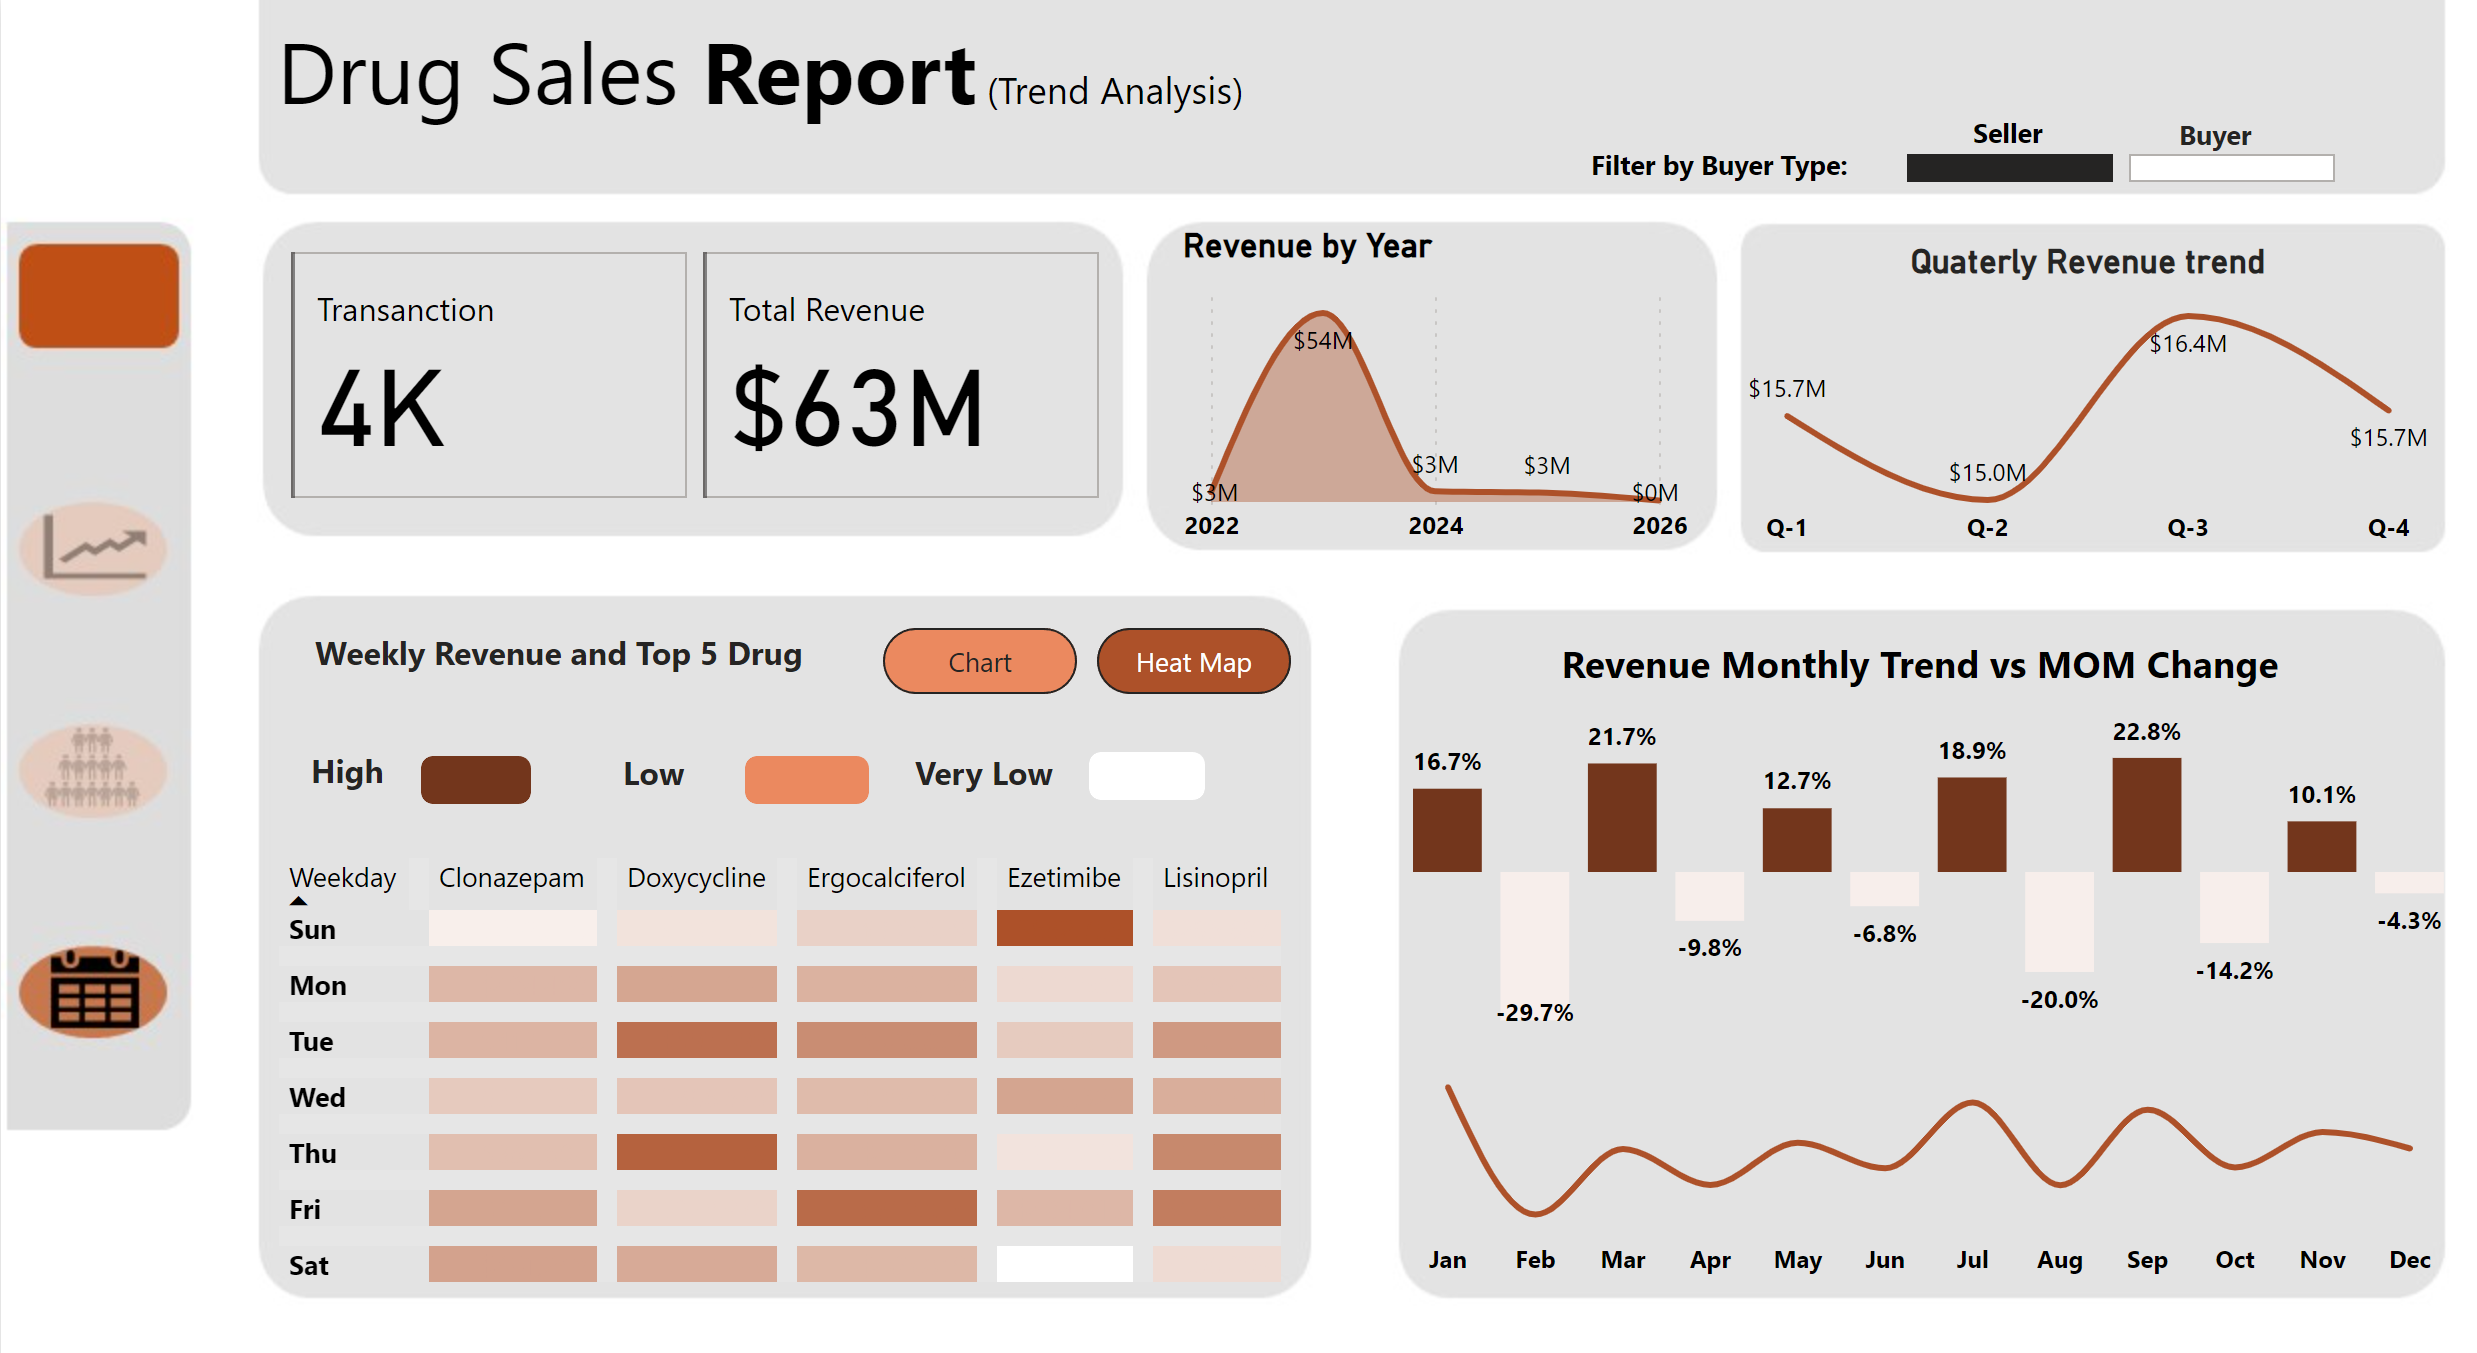 Drug Sales Report (Trend Analysis)
Seller Buyer
Filter by Buyer Type:
Transanction
4K
Total Revenue
$63M
Revenue by Year
$54M
$3M
$3M
$3M
$0M
2022 2024 2026
Quaterly Revenue trend
$15.7M
$15.0M
$16.4M
$15.7M
Q-1 Q-2 Q-3 Q-4
Weekly Revenue and Top 5 Drug
Chart
Heat Map
High Low Very Low
Weekday Clonazepam Doxycycline Ergocalciferol Ezetimibe Lisinopril
Sun
Mon
Tue
Wed
Thu
Fri
Sat
Revenue Monthly Trend vs MOM Change
16.7%
-29.7%
21.7%
-9.8%
12.7%
-6.8%
18.9%
-20.0%
22.8%
-14.2%
10.1%
-4.3%
Jan Feb Mar Apr May Jun Jul Aug Sep Oct Nov Dec